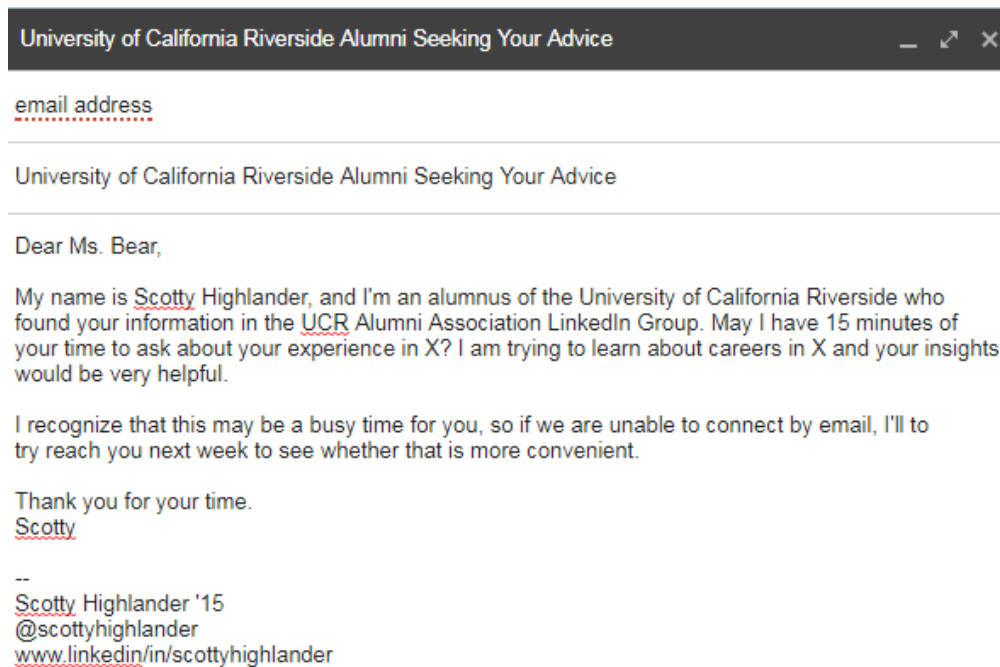 University of California Riverside Alumni Seeking Your Advice
email address
University of California Riverside Alumni Seeking Your Advice
Dear Ms. Bear,
My name is Scotty Highlander, and I'm an alumnus of the University of California Riverside who
found your information in the UCR Alumni Association LinkedIn Group. May I have 15 minutes of
your time to ask about your experience in X? I am trying to learn about careers in X and your insights
would be very helpful.
I recognize that this may be a busy time for you, so if we are unable to connect by email, I'll to
try reach you next week to see whether that is more convenient.
Thank you for your time.
Scotty
--
Scotty Highlander '15
@scottyhighlander
www.linkedin/in/scottyhighlander